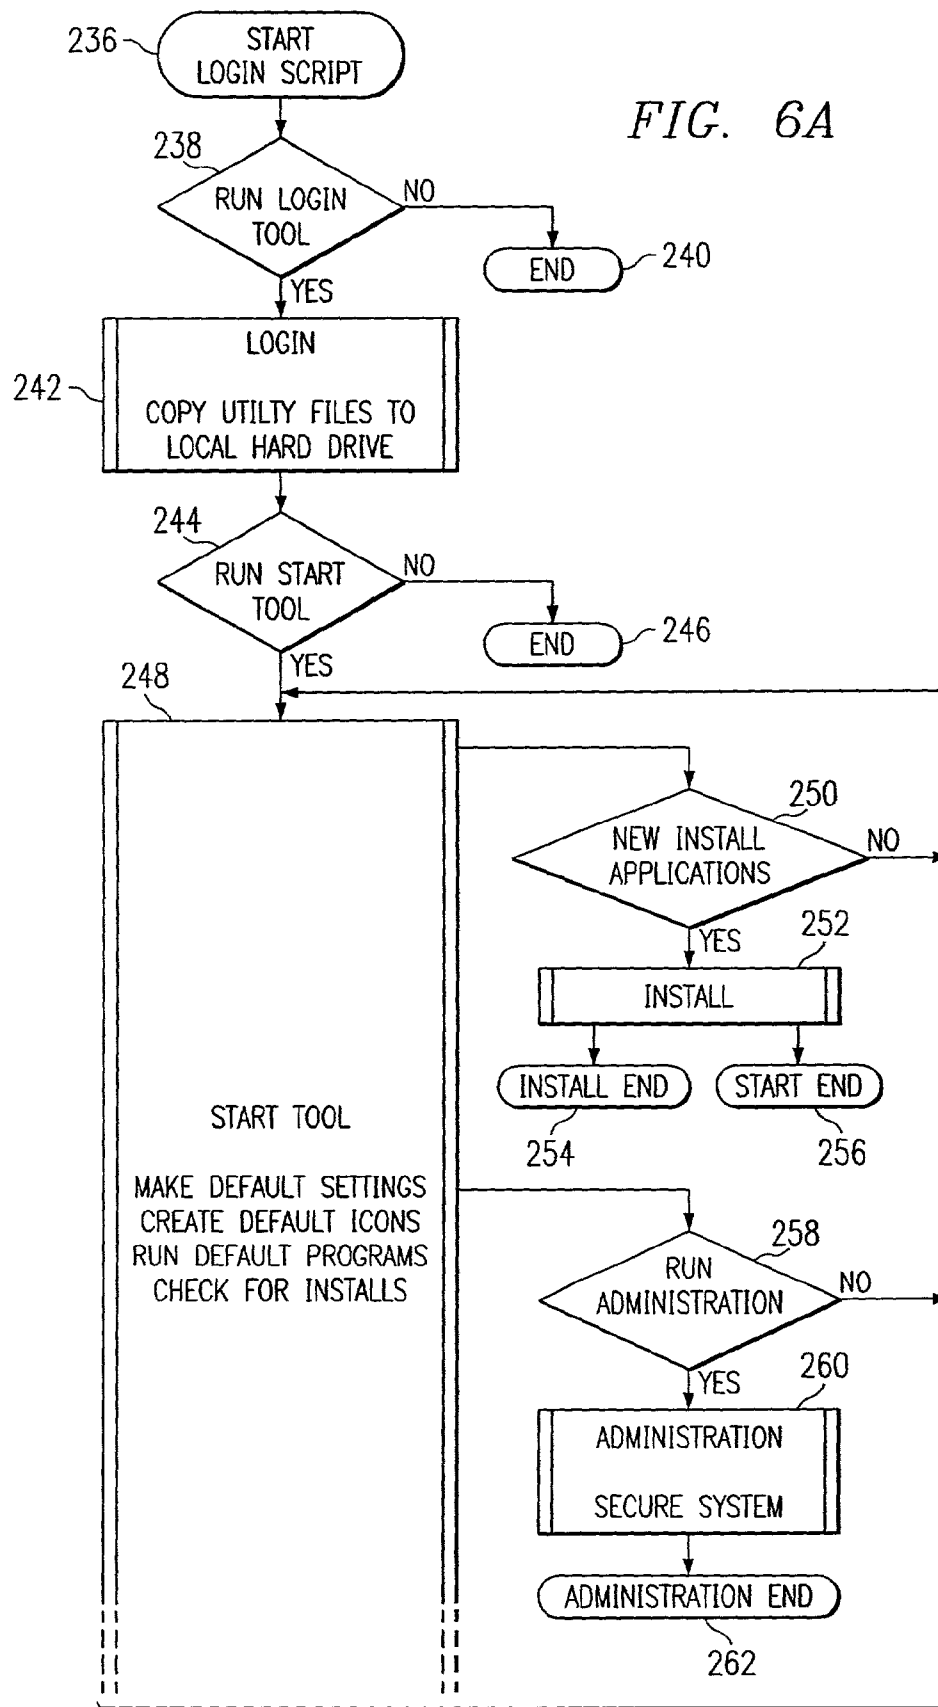 236
START
LOGIN SCRIPT
FIG. 6A
238
RUN LOGIN
TOOL
NO
END
240
YES
242
LOGIN
COPY UTILTY FILES TO
LOCAL HARD DRIVE
244
RUN START
TOOL
NO
END
246
YES
248
250
NEW INSTALL
APPLICATIONS
NO
YES
252
INSTALL
INSTALL END
START END
254
256
START TOOL
MAKE DEFAULT SETTINGS
CREATE DEFAULT ICONS
RUN DEFAULT PROGRAMS
CHECK FOR INSTALLS
258
RUN
ADMINISTRATION
NO
YES
260
ADMINISTRATION
SECURE SYSTEM
ADMINISTRATION END
262